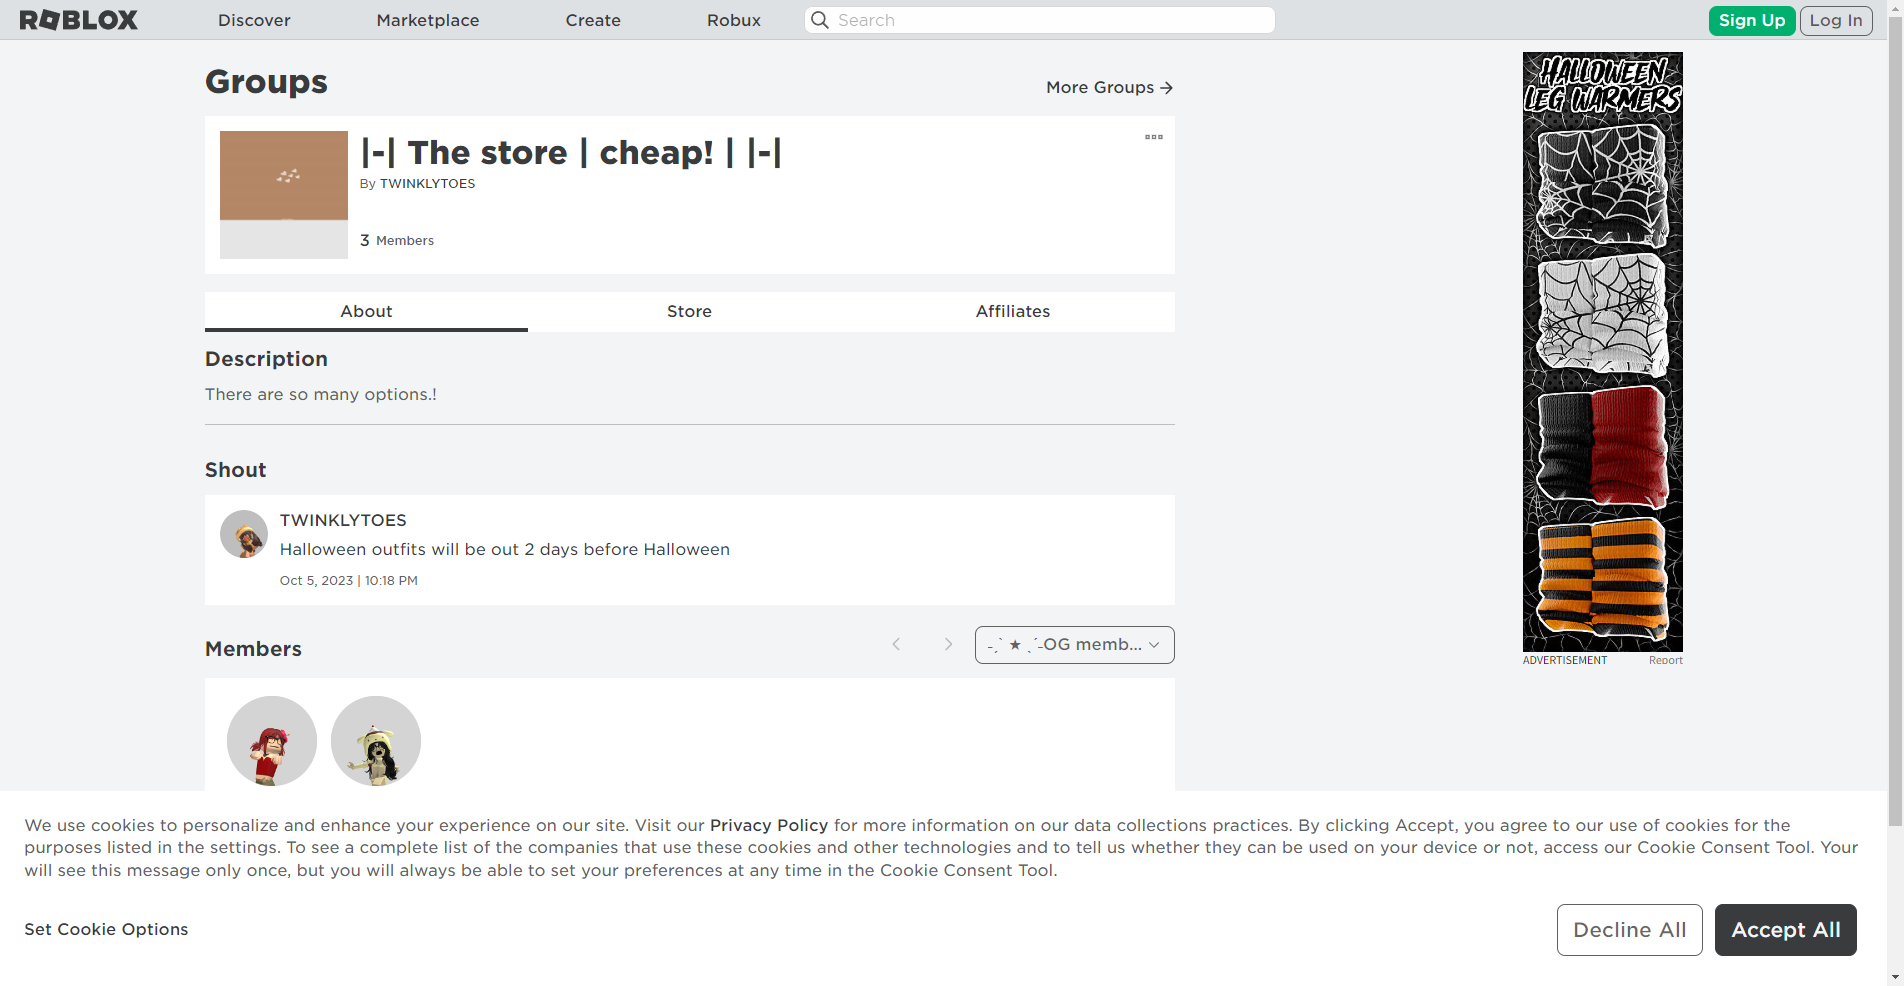 ROBLOX
Discover
Marketplace
Create
Robux
Search
Sign Up
Log In
Groups
More Groups →
|-| The store | cheap! | |-|
By TWINKLYTOES
3 Members
About
Store
Affiliates
Description
There are so many options.!
Shout
TWINKLYTOES
Halloween outfits will be out 2 days before Halloween
Oct 5, 2023 | 10:18 PM
Members
-ˏˋ ★ ˎˊ-OG memb...
HALLOWEEN
LEG WARMERS
ADVERTISEMENT
Report
We use cookies to personalize and enhance your experience on our site. Visit our Privacy Policy for more information on our data collections practices. By clicking Accept, you agree to our use of cookies for the
purposes listed in the settings. To see a complete list of the companies that use these cookies and other technologies and to tell us whether they can be used on your device or not, access our Cookie Consent Tool. Your
will see this message only once, but you will always be able to set your preferences at any time in the Cookie Consent Tool.
Set Cookie Options
Decline All
Accept All